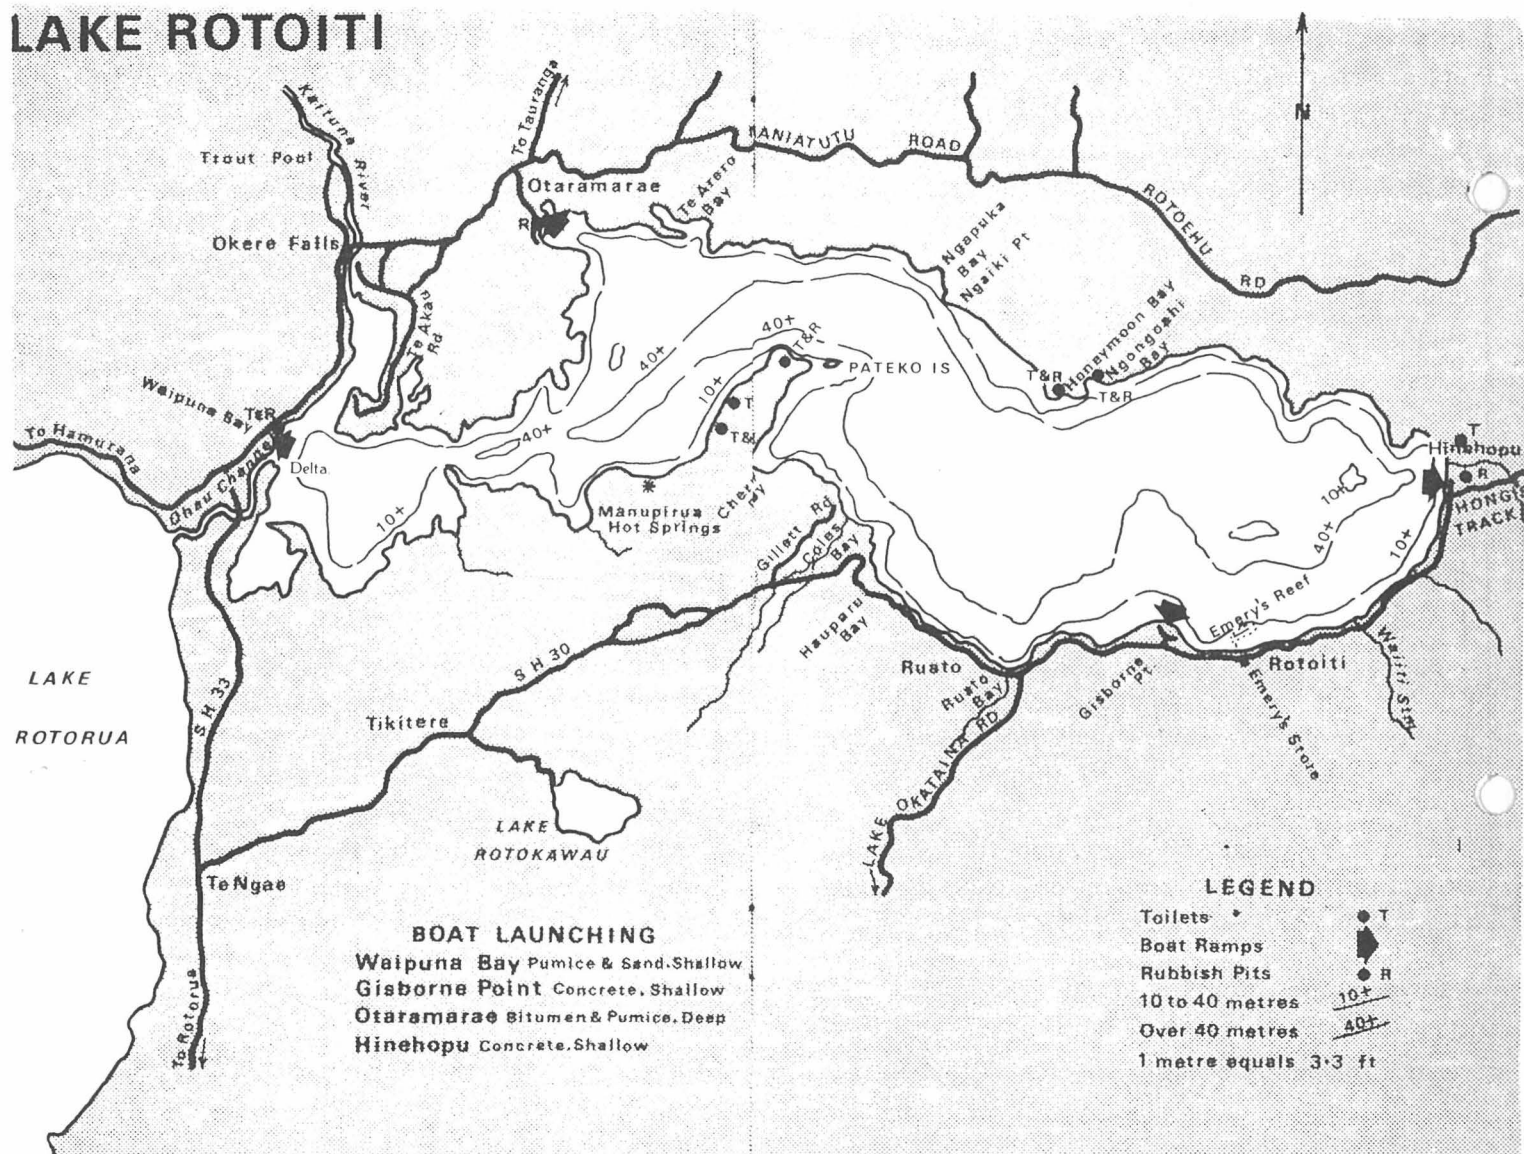 LAKE ROTOITI
Kaituna River
Trout Pool
To Tauranga
N
TANIATUTU ROAD
Otaramarae
Te Arero
Bay
R
Okere Falls
ROTOEHU
RD
Ngapuka
Bay
Ngaiki Pt
Te Akau
Rd
Honeymoon Bay
Ngongoahi
Bay
40+
40+
T&R
PATEKO IS
T&R
T&R
10+
T
T&R
Waipuna Bay
T&R
To Hamurana
Ohau Channel
Delta
40+
10+
Manupirua
Hot Springs
Gillett Rd
Coles
Bay
T
Hinehopu
R
HONGI'S
TRACK
10+
40+
10+
Hauparu
Bay
Emery's Reef
SH 30
Ruato
Ruato
Bay
Gisborne
Pt
Rotoiti
Emery's Store
Waiti Stm
LAKE
ROTORUA
SH 33
Tikitere
LAKE OKATAINA RD
LAKE
ROTOKAWAU
Te Ngae
To Rotorua
BOAT LAUNCHING
Waipuna Bay Pumice & Sand. Shallow
Gisborne Point Concrete. Shallow
Otaramarae Bitumen & Pumice. Deep
Hinehopu Concrete. Shallow
LEGEND
Toilets T
Boat Ramps
Rubbish Pits R
10 to 40 metres 10+
Over 40 metres 40+
1 metre equals 3·3 ft